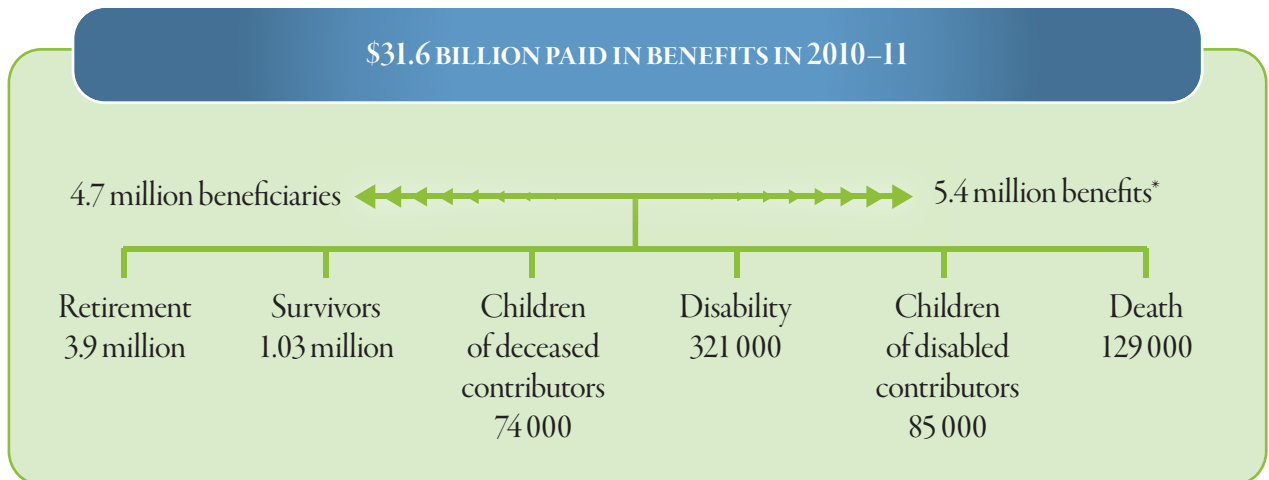 $31.6 BILLION PAID IN BENEFITS IN 2010–11
4.7 million beneficiaries
5.4 million benefits*
Retirement
3.9 million
Survivors
1.03 million
Children
of deceased
contributors
74 000
Disability
321 000
Children
of disabled
contributors
85 000
Death
129 000